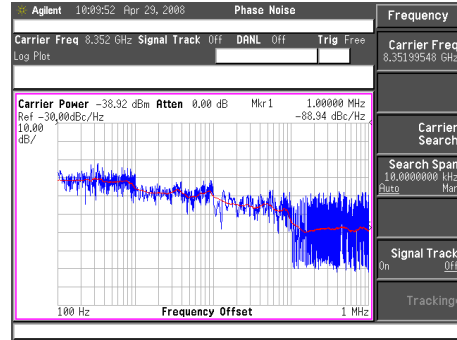 Agilent 10:09:52 Apr 29, 2008 Phase Noise
Frequency
Carrier Freq 8.352 GHz Signal Track Off DANL Off Trig Free
Log Plot
Carrier Freq
8.35199548 GHz
Carrier Power -38.92 dBm Atten 0.00 dB Mkr1 1.00000 MHz
Ref -30.00dBc/Hz -88.94 dBc/Hz
10.00
dB/
Carrier
Search
Search Span
10.0000000 kHz
Auto Man
Signal Track
On Off
Tracking
100 Hz Frequency Offset 1 MHz